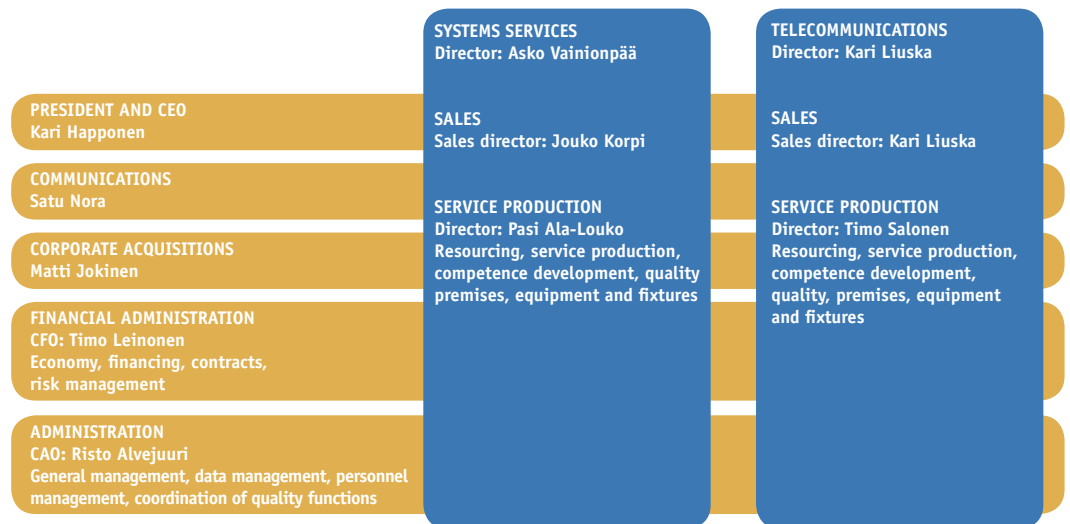 PRESIDENT AND CEO
Kari Happonen
COMMUNICATIONS
Satu Nora
CORPORATE ACQUISITIONS
Matti Jokinen
FINANCIAL ADMINISTRATION
CFO: Timo Leinonen
Economy, financing, contracts,
risk management
ADMINISTRATION
CAO: Risto Alvejuuri
General management, data management, personnel
management, coordination of quality functions
SYSTEMS SERVICES
Director: Asko Vainionpää
SALES
Sales director: Jouko Korpi
SERVICE PRODUCTION
Director: Pasi Ala-Louko
Resourcing, service production,
competence development, quality
premises, equipment and fixtures
TELECOMMUNICATIONS
Director: Kari Liuska
SALES
Sales director: Kari Liuska
SERVICE PRODUCTION
Director: Timo Salonen
Resourcing, service production,
competence development,
quality, premises, equipment
and fixtures